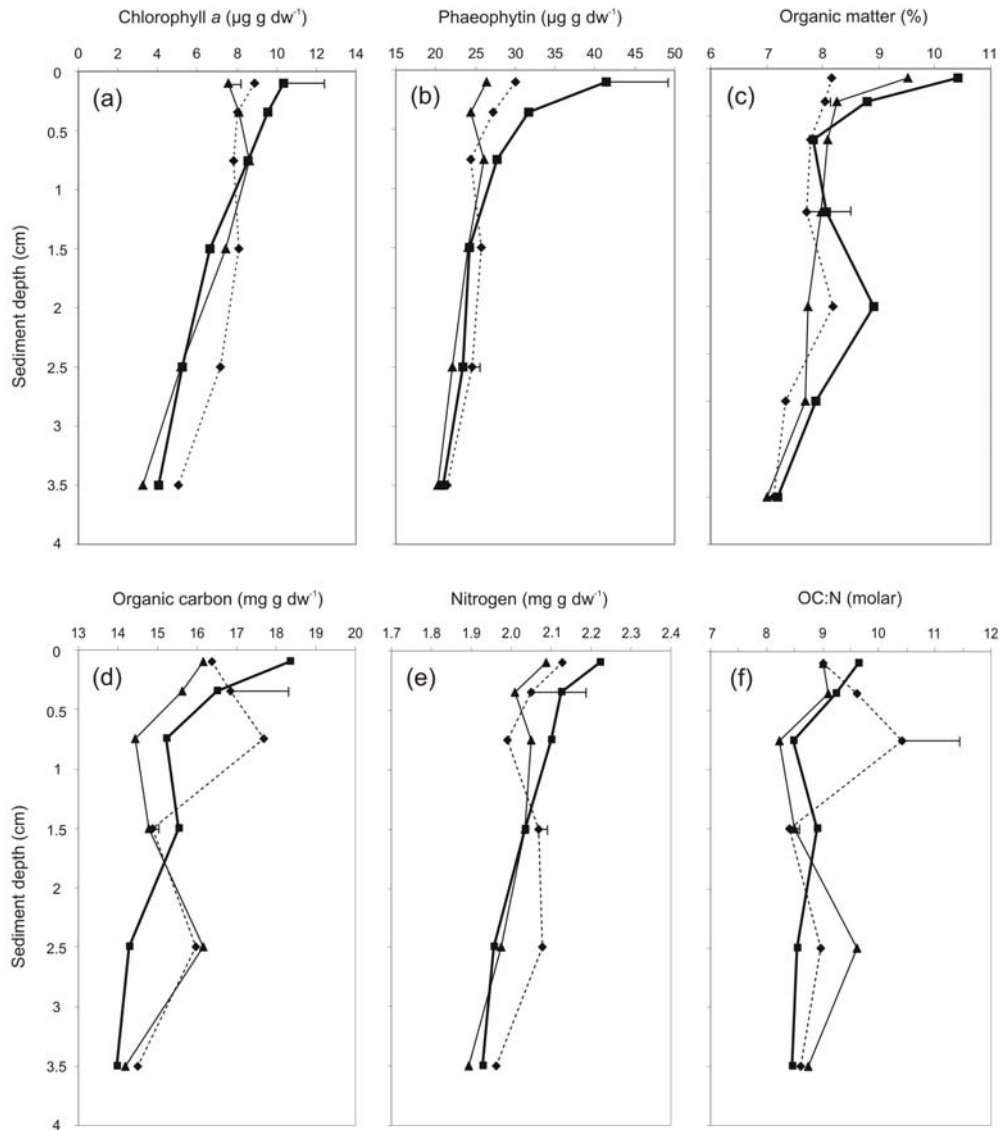 Chlorophyll a (µg g dw⁻¹)
0 2 4 6 8 10 12 14
(a)
Sediment depth (cm)
0
0.5
1
1.5
2
2.5
3
3.5
4
Phaeophytin (µg g dw⁻¹)
15 20 25 30 35 40 45 50
(b)
Organic matter (%)
6 7 8 9 10 11
(c)
Organic carbon (mg g dw⁻¹)
13 14 15 16 17 18 19 20
(d)
Sediment depth (cm)
0
0.5
1
1.5
2
2.5
3
3.5
4
Nitrogen (mg g dw⁻¹)
1.7 1.8 1.9 2.0 2.1 2.2 2.3 2.4
(e)
OC:N (molar)
7 8 9 10 11 12
(f)